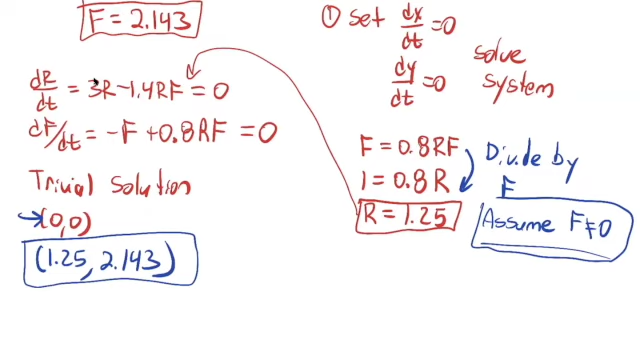 F = 2.143
dR/dt = 3R - 1.4RF = 0
dF/dt = -F + 0.8RF = 0
Trivial Solution
(0,0)
(1.25, 2.143)
① set dx/dt = 0
dy/dt = 0
solve
system
F = 0.8RF
1 = 0.8R
R = 1.25
Divide by
F
Assume F ≠ 0